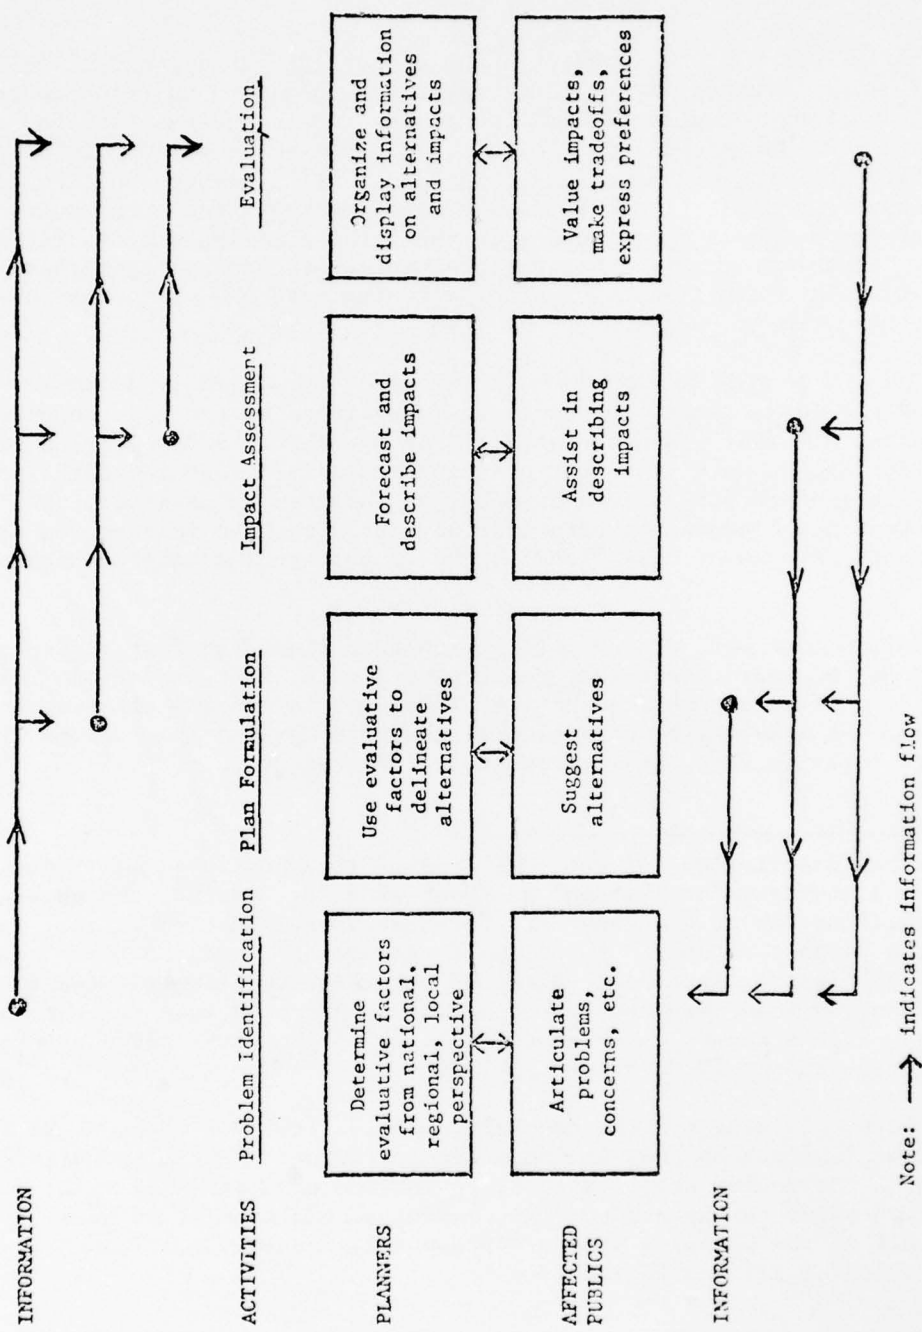 INFORMATION
ACTIVITIES
Problem Identification
Plan Formulation
Impact Assessment
Evaluation
PLANNERS
Determine
evaluative factors
from national.
regional, local
perspective
Use evaluative
factors to
delineate
alternatives
Forecast and
describe impacts
Organize and
display information
on alternatives
and impacts
AFFECTED
PUBLICS
Articulate
problems,
concerns, etc.
Suggest
alternatives
Assist in
describing
impacts
Value impacts,
make tradeoffs,
express preferences
INFORMATION
Note: → indicates information flow